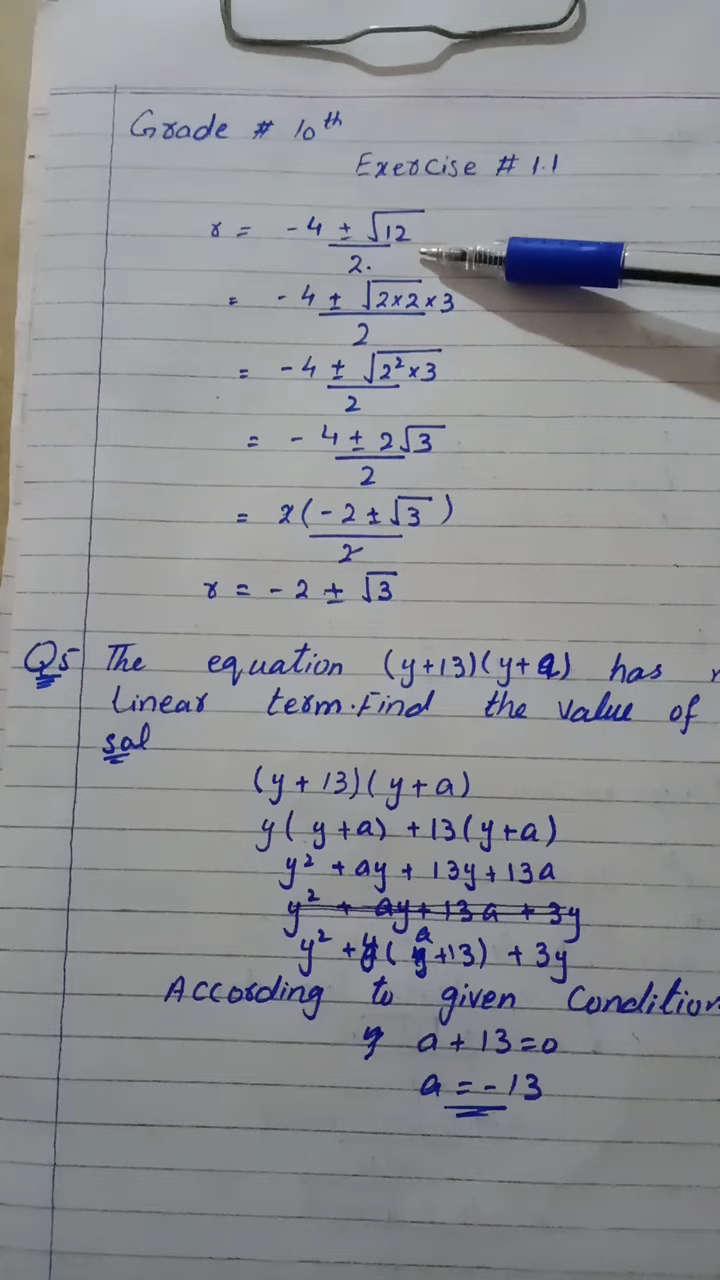 Grade # 10th
Exercise # 1.1
x = -4 ± √12 / 2.
= -4 ± √2×2×3 / 2
= -4 ± √2²×3 / 2
= -4 ± 2√3 / 2
= 2(-2 ± √3) / 2
x = -2 ± √3
Q5 The equation (y+13)(y+a) has
linear term. Find the value of
sol
(y+13)(y+a)
y(y+a) +13(y+a)
y² + ay + 13y + 13a
y² + ay + 13a + 3y
y² + y(a+13) + 3y
According to given Condition
a + 13 = 0
a = -13